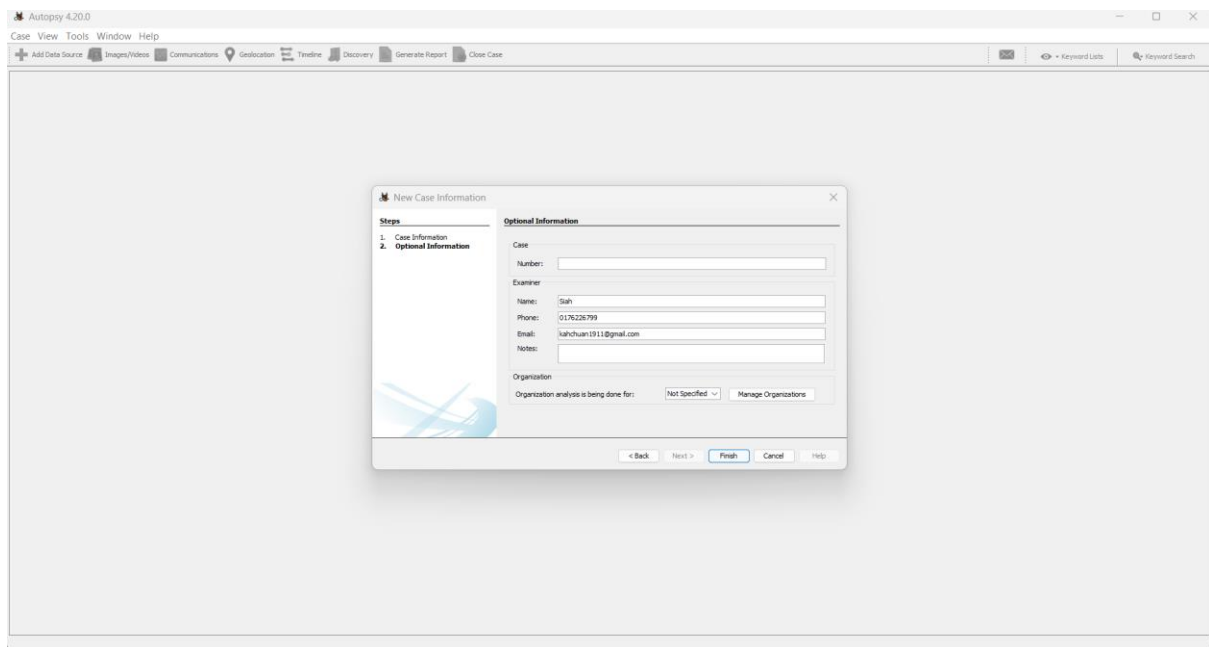 Autopsy 4.20.0
Case View Tools Window Help
Add Data Source Images/Videos Communications Geolocation Timeline Discovery Generate Report Close Case Keyword Lists Keyword Search
New Case Information
Steps
1. Case Information
2. Optional Information
Optional Information
Case
Number:
Examiner
Name: Siah
Phone: 0176226799
Email: kahchuan1911@gmail.com
Notes:
Organization
Organization analysis is being done for: Not Specified Manage Organizations
< Back Next > Finish Cancel Help